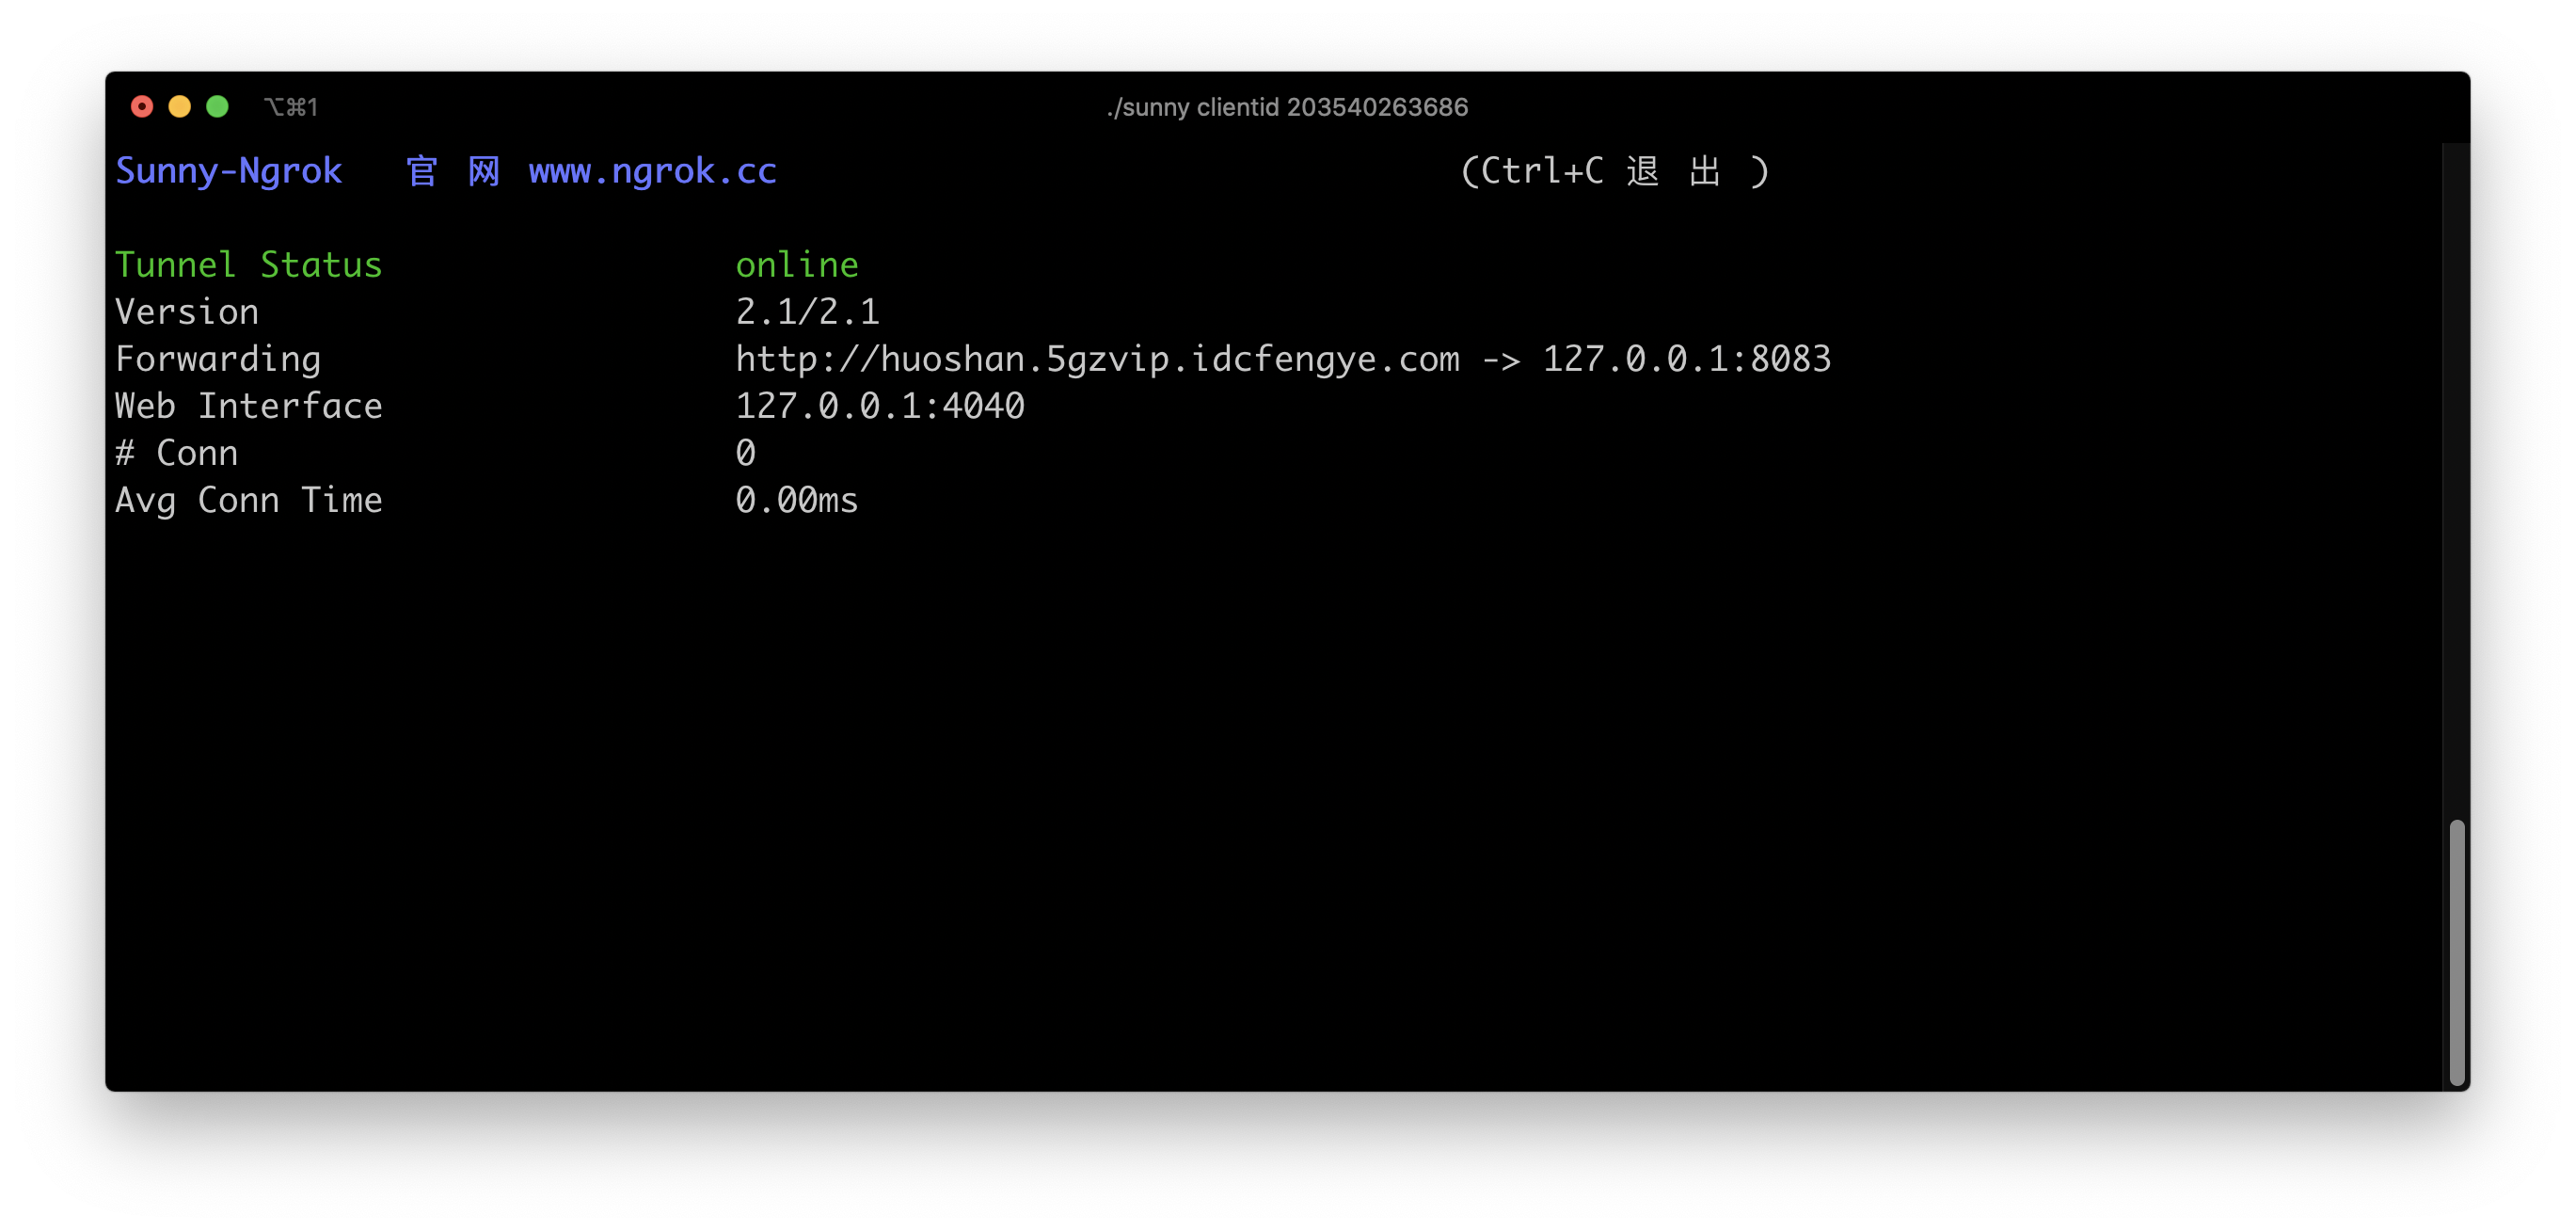 ⌥⌘1 ./sunny clientid 203540263686
Sunny-Ngrok 官 网 www.ngrok.cc (Ctrl+C 退 出 )
Tunnel Status online
Version 2.1/2.1
Forwarding http://huoshan.5gzvip.idcfengye.com -> 127.0.0.1:8083
Web Interface 127.0.0.1:4040
# Conn 0
Avg Conn Time 0.00ms